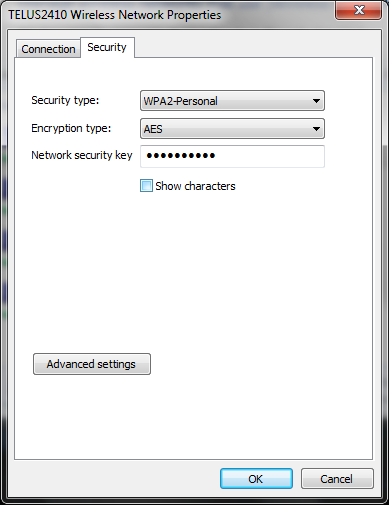 TELUS2410 Wireless Network Properties
Connection
Security
Security type:
WPA2-Personal
Encryption type:
AES
Network security key
••••••••••
Show characters
Advanced settings
OK
Cancel